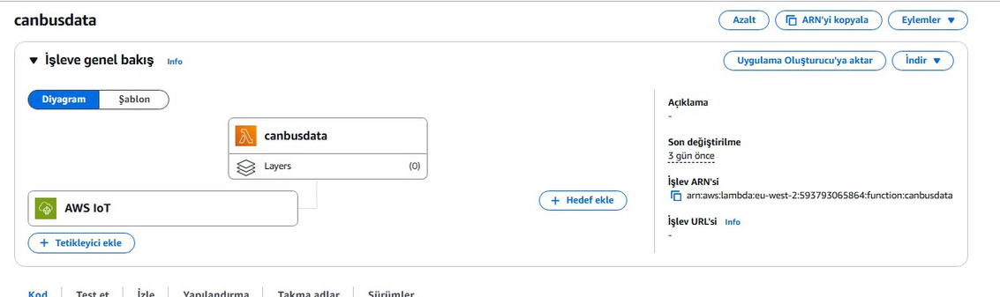 canbusdata
Azalt
ARN'yi kopyala
Eylemler
İşleve genel bakış
Info
Uygulama Oluşturucu'ya aktar
İndir
Diyagram
Şablon
canbusdata
Layers
(0)
AWS IoT
Tetikleyici ekle
Hedef ekle
Açıklama
-
Son değiştirilme
3 gün önce
İşlev ARN'si
arn:aws:lambda:eu-west-2:593793065864:function:canbusdata
İşlev URL'si
Info
-
Kod
Test et
İzle
Yapılandırma
Takma adlar
Sürümler